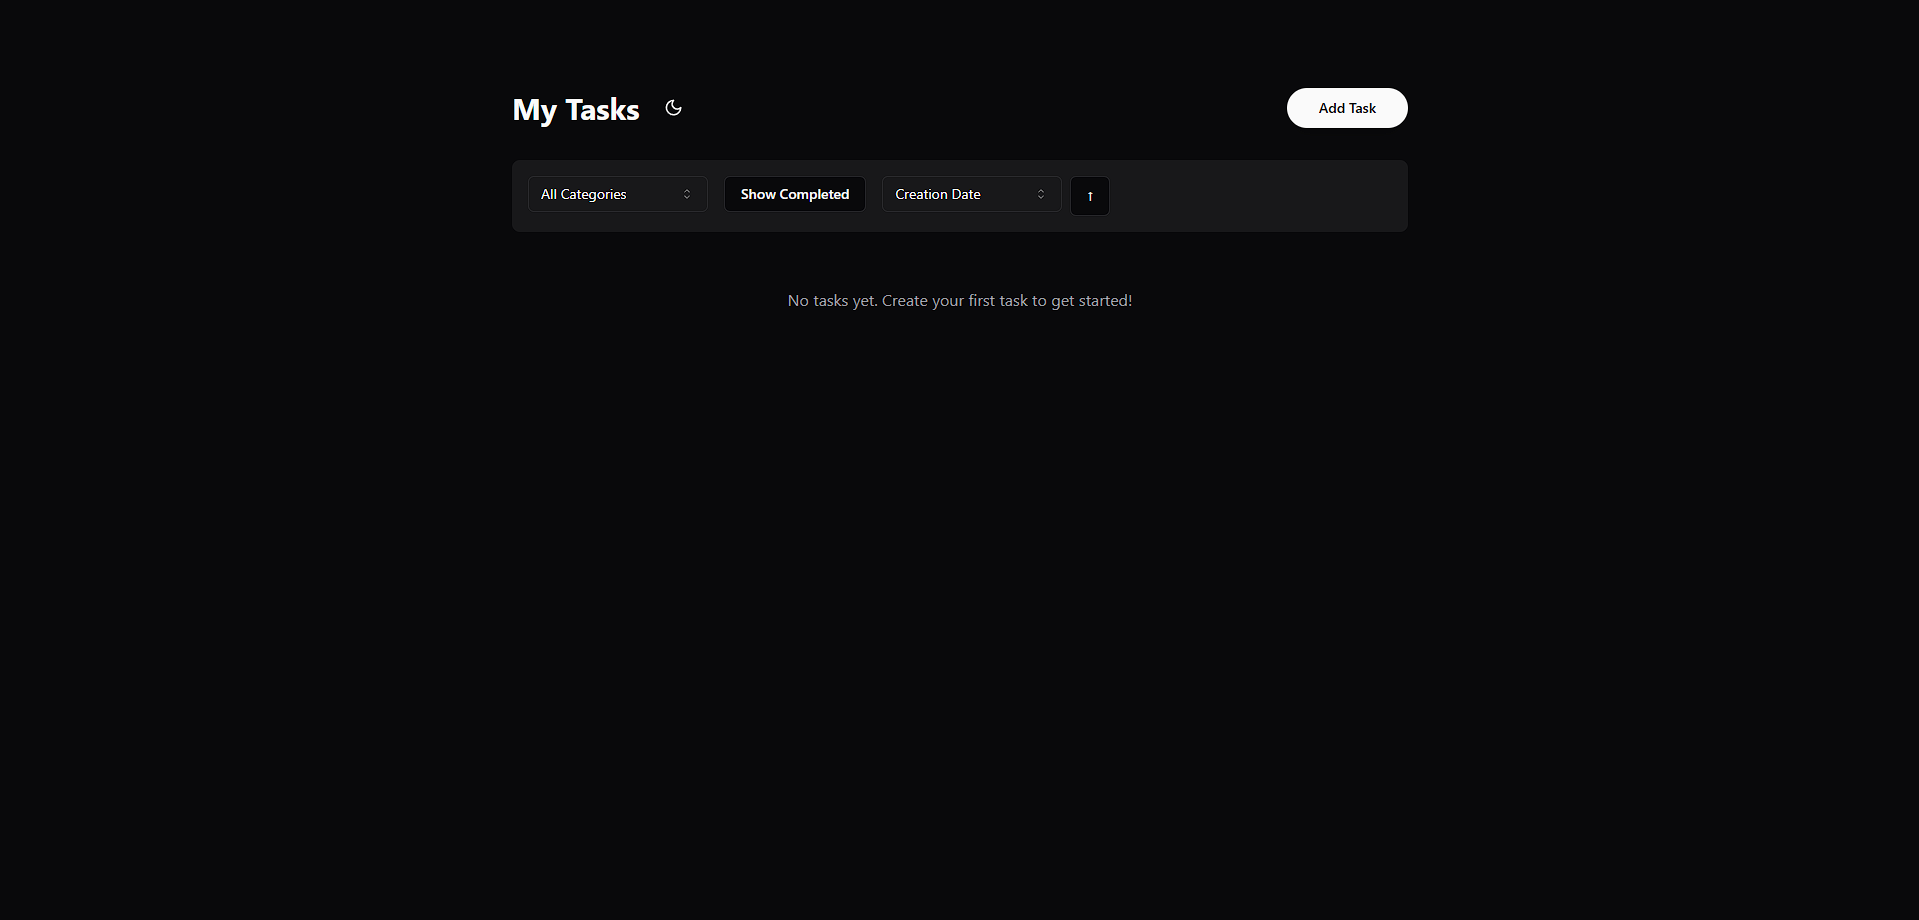 My Tasks
Add Task
All Categories
Show Completed
Creation Date
↑
No tasks yet. Create your first task to get started!